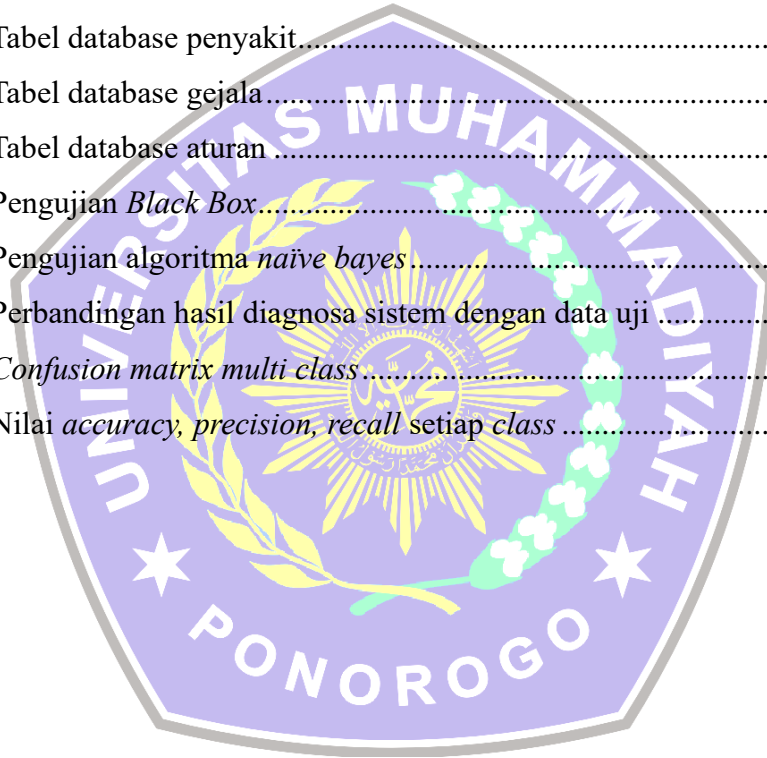 Tabel database penyakit................................................................
Tabel database gejala................................................................
Tabel database aturan ................................................................
Pengujian Black Box................................................................
Pengujian algoritma naïve bayes................................................
Perbandingan hasil diagnosa sistem dengan data uji ..............
Confusion matrix multi class................................................
Nilai accuracy, precision, recall setiap class ........................
UNIVERSITAS MUHAMMADIYAH
PONOROGO